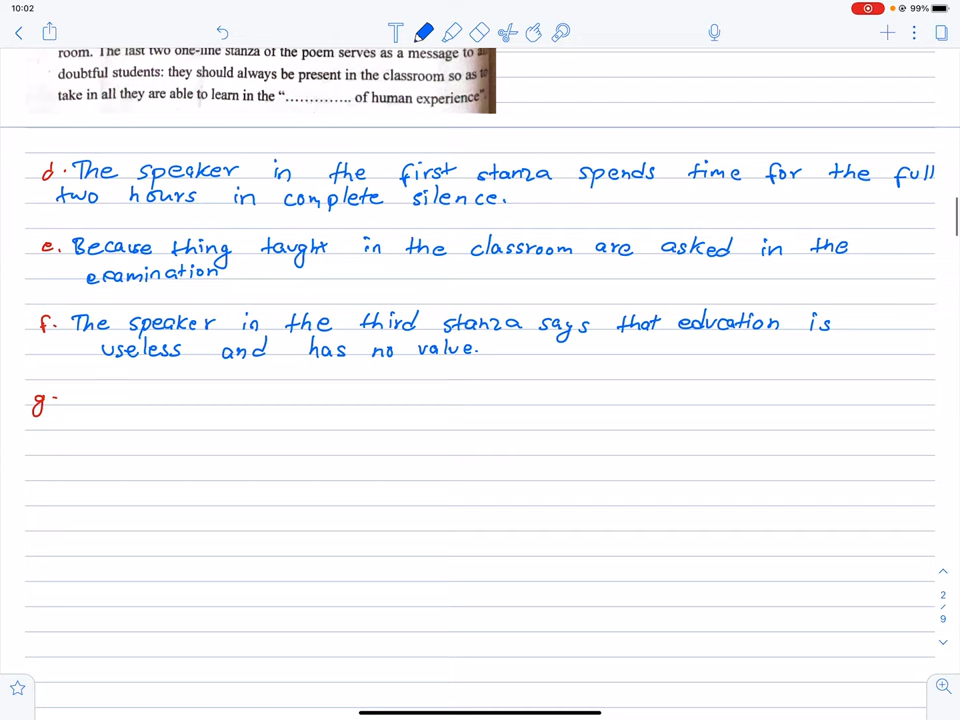 10:02
99%
room. The last two one-line stanza of the poem serves as a message to
doubtful students: they should always be present in the classroom so as to
take in all they are able to learn in the “………….. of human experience”.
d. The speaker in the first stanza spends time for the full
two hours in complete silence.
e. Because thing taught in the classroom are asked in the
examination
f. The speaker in the third stanza says that education is
useless and has no value.
g.
2
/
9